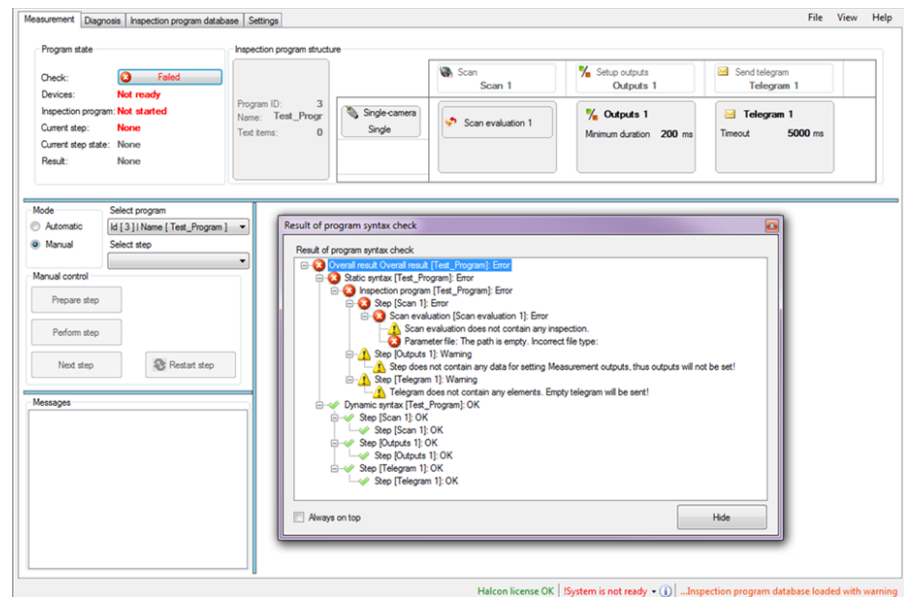 Measurement Diagnosis Inspection program database Settings File View Help
Program state
Check: Failed
Devices: Not ready
Inspection program: Not started
Current step: None
Current step state: None
Result: None
Inspection program structure
Program ID: 3
Name: Test_Progr
Text items: 0
Single-camera
Single
Scan
Scan 1
Setup outputs
Outputs 1
Send telegram
Telegram 1
Scan evaluation 1
Outputs 1
Minimum duration 200 ms
Telegram 1
Timeout 5000 ms
Mode
Automatic
Manual
Select program
Id [ 3 ] | Name [ Test_Program ]
Select step
Manual control
Prepare step
Perform step
Next step
Restart step
Messages
Result of program syntax check
Result of program syntax check
Overall result Overall result [Test_Program]: Error
Static syntax [Test_Program]: Error
Inspection program [Test_Program]: Error
Step [Scan 1]: Error
Scan evaluation [Scan evaluation 1]: Error
Scan evaluation does not contain any inspection.
Parameter file: The path is empty. Incorrect file type:
Step [Outputs 1]: Warning
Step does not contain any data for setting Measurement outputs, thus outputs will not be set!
Step [Telegram 1]: Warning
Telegram does not contain any elements. Empty telegram will be sent!
Dynamic syntax [Test_Program]: OK
Step [Scan 1]: OK
Step [Scan 1]: OK
Step [Outputs 1]: OK
Step [Outputs 1]: OK
Step [Telegram 1]: OK
Step [Telegram 1]: OK
Always on top
Hide
Halcon license OK !System is not ready ...Inspection program database loaded with warning